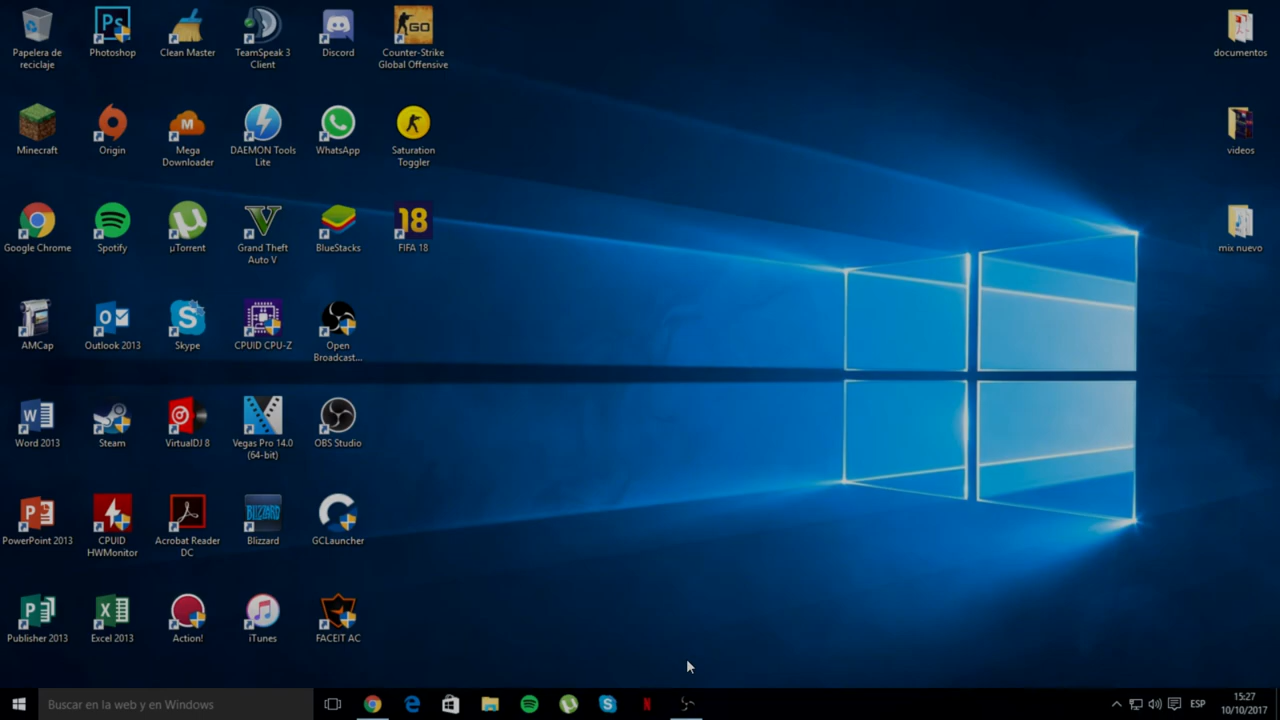 Papelera de
reciclaje
Photoshop
Clean Master
TeamSpeak 3
Client
Discord
Counter-Strike
Global Offensive
documentos
Minecraft
Origin
Mega
Downloader
DAEMON Tools
Lite
WhatsApp
Saturation
Toggler
videos
Google Chrome
Spotify
µTorrent
Grand Theft
Auto V
BlueStacks
FIFA 18
mix nuevo
AMCap
Outlook 2013
Skype
CPUID CPU-Z
Open
Broadcast...
Word 2013
Steam
VirtualDJ 8
Vegas Pro 14.0
(64-bit)
OBS Studio
PowerPoint 2013
CPUID
HWMonitor
Acrobat Reader
DC
Blizzard
GCLauncher
Publisher 2013
Excel 2013
Action!
iTunes
FACEIT AC
Buscar en la web y en Windows
ESP
15:27
10/10/2017
Ps
GO
M
18
BLIZZARD